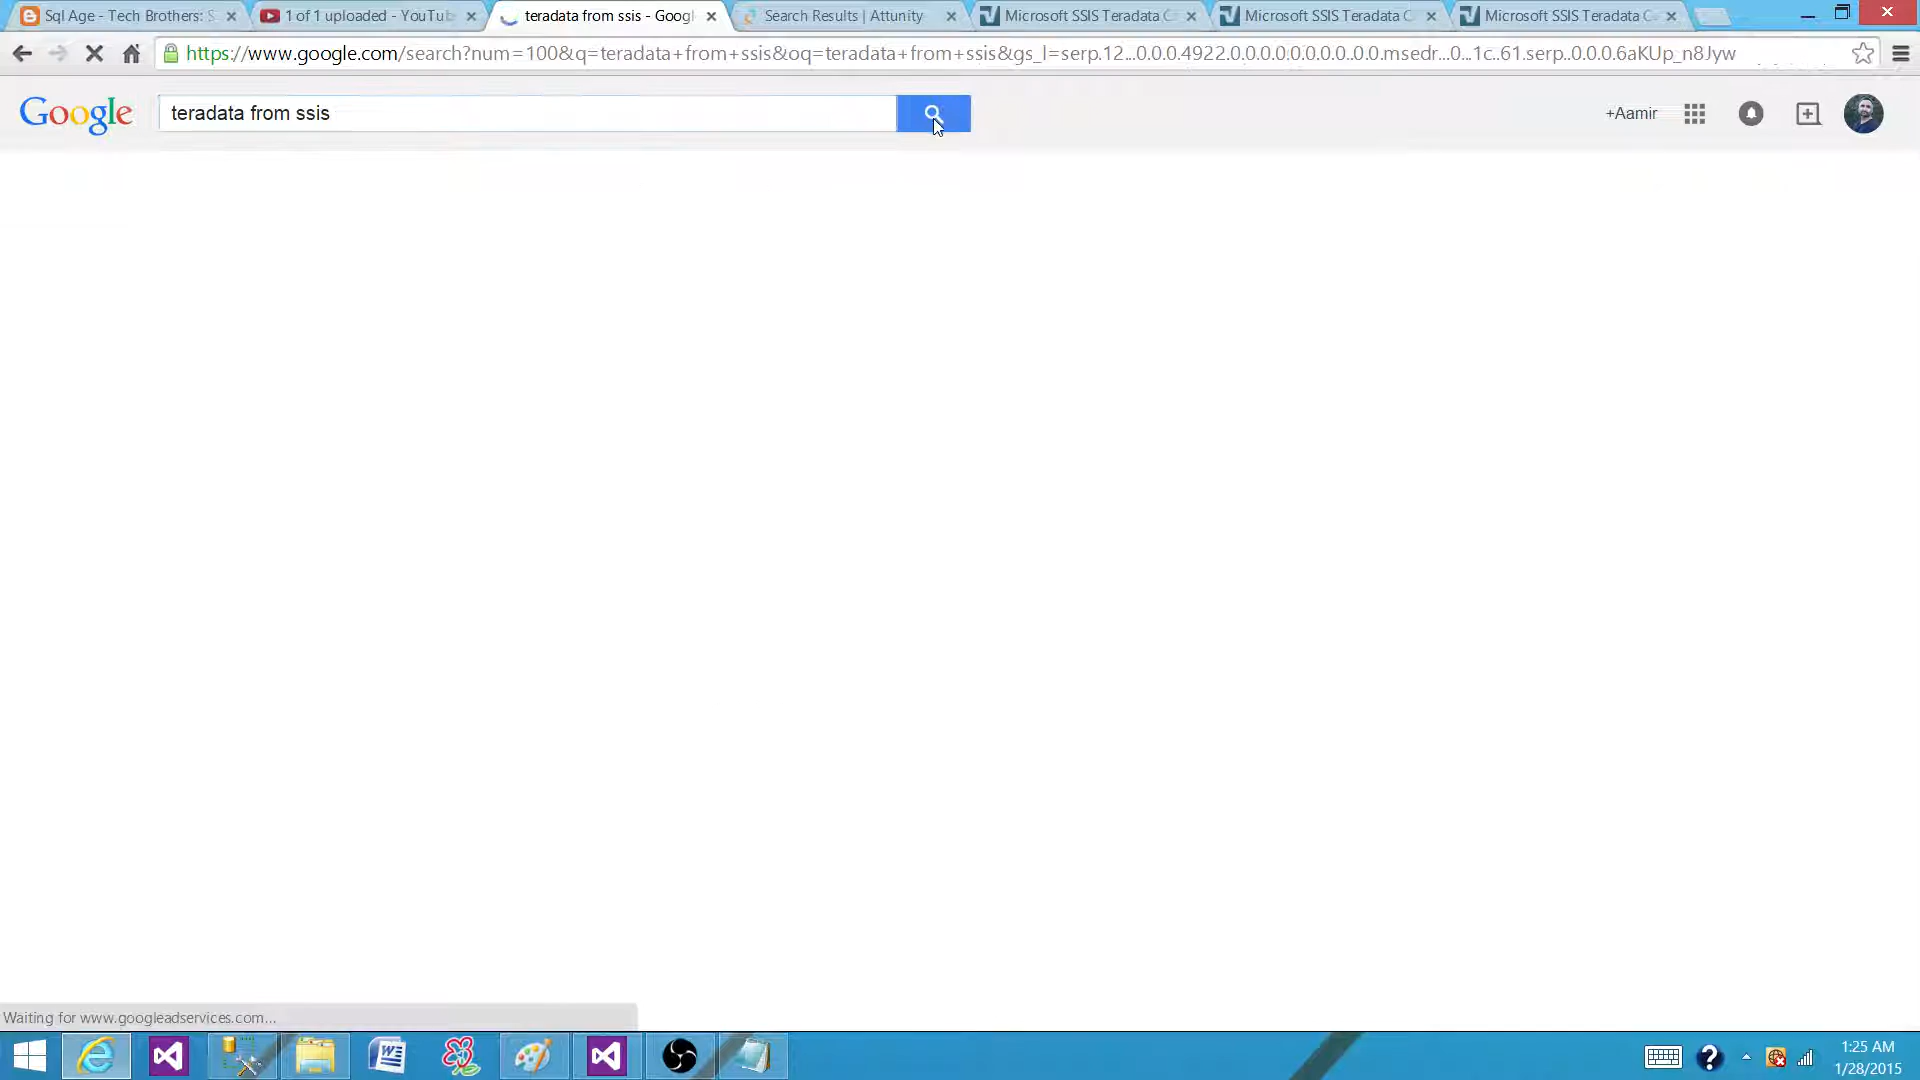 Sql Age - Tech Brothers: S
1 of 1 uploaded - YouTub
teradata from ssis - Googl
Search Results | Attunity
Microsoft SSIS Teradata C
Microsoft SSIS Teradata C
Microsoft SSIS Teradata C
https://www.google.com/search?num=100&q=teradata+from+ssis&oq=teradata+from+ssis&gs_l=serp.12...0.0.0.4922.0.0.0.0.0.0.0.0..0.0.msedr...0...1c..61.serp..0.0.0.6aKUp_n8Jyw
Google
teradata from ssis
+Aamir
Waiting for www.googleadservices.com...
1:25 AM
1/28/2015